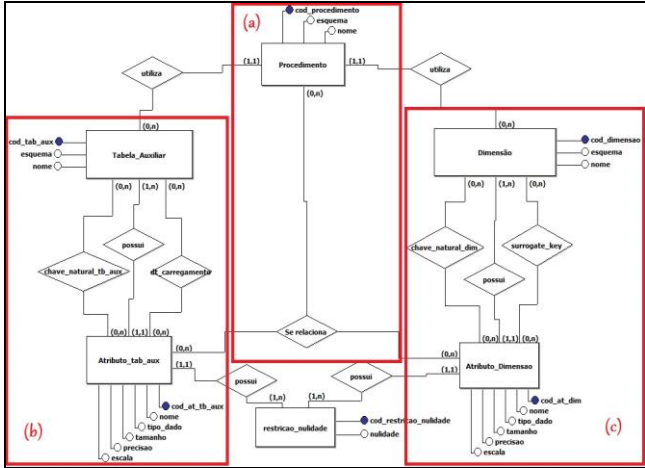 (a)
cod_procedimento
esquema
nome
Procedimento
(1,1)
(1,1)
utiliza
utiliza
(0,n)
(0,n)
(0,n)
cod_tab_aux
esquema
nome
Tabela_Auxiliar
Dimensão
cod_dimensao
esquema
nome
(0,n)
(1,n)
(0,n)
(0,n)
(1,n)
(0,n)
possui
chave_natural_tb_aux
dt_carregamento
chave_natural_dim
surrogate_key
possui
(0,n)
(1,1)
(0,n)
Se relaciona
(0,n)
(1,1)
(0,n)
Atributo_tab_aux
(0,n)
(1,1)
(0,n)
(1,1)
Atributo_Dimensao
possui
possui
(1,n)
(1,n)
cod_at_tb_aux
nome
tipo_dado
tamanho
precisao
escala
restricao_nulidade
cod_restricao_nulidade
nulidade
cod_at_dim
nome
tipo_dado
tamanho
precisao
escala
(b)
(c)